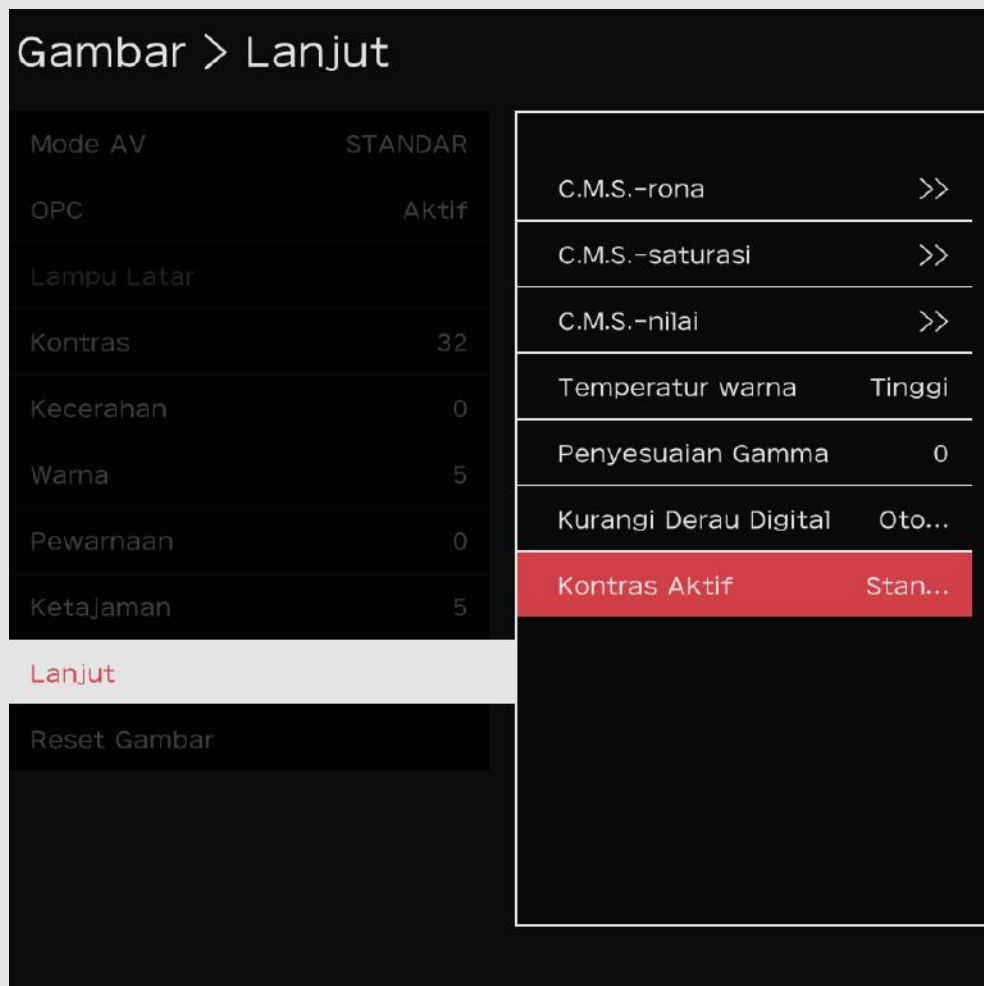 Gambar > Lanjut
Mode AV STANDAR
OPC Aktif
Lampu Latar
Kontras 32
Kecerahan 0
Warna 5
Pewarnaan 0
Ketajaman 5
Lanjut
Reset Gambar
C.M.S.-rona >>
C.M.S.-saturasi >>
C.M.S.-nilai >>
Temperatur warna Tinggi
Penyesuaian Gamma 0
Kurangi Derau Digital Oto...
Kontras Aktif Stan...